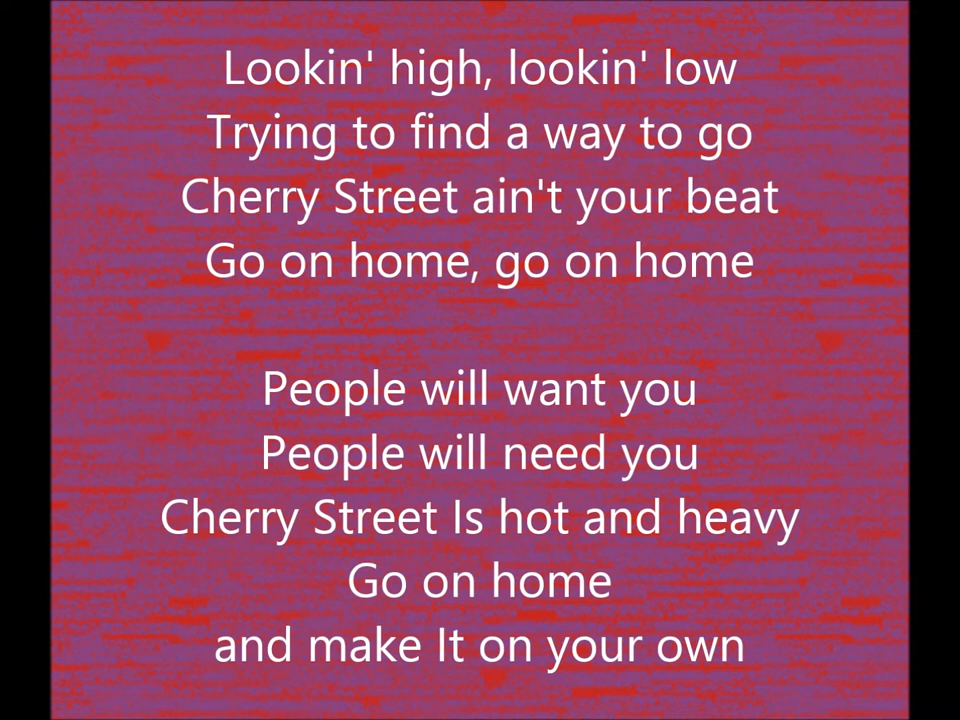 Lookin' high, lookin' low
Trying to find a way to go
Cherry Street ain't your beat
Go on home, go on home
People will want you
People will need you
Cherry Street Is hot and heavy
Go on home
and make It on your own